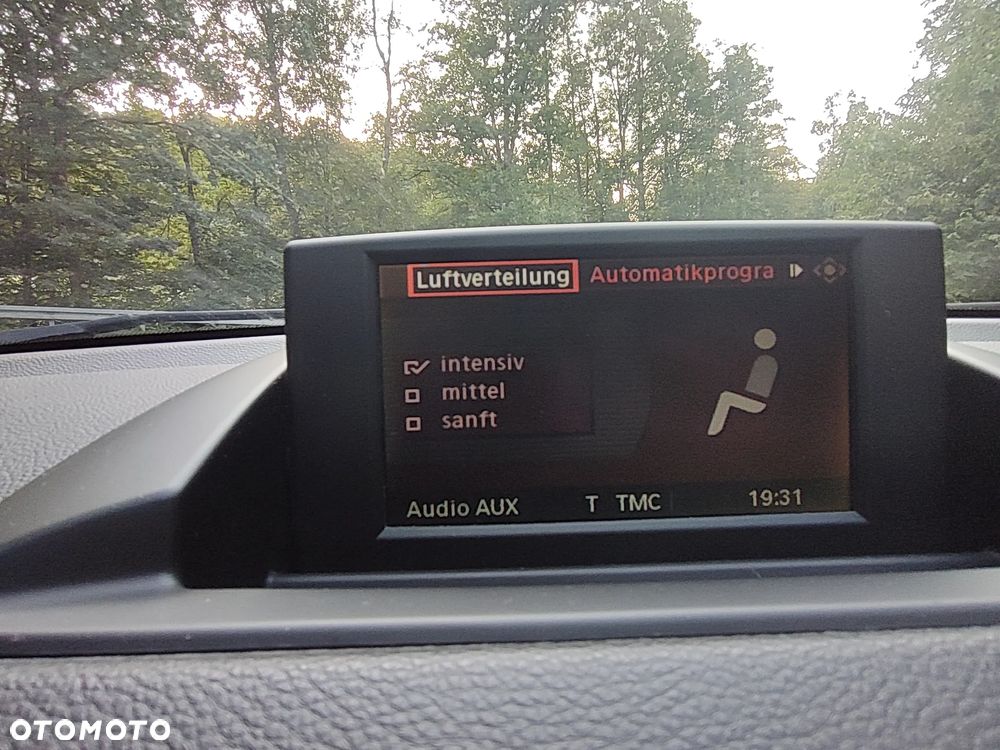 Luftverteilung Automatikprogra
intensiv
mittel
sanft
Audio AUX T TMC 19:31
OTOMOTO